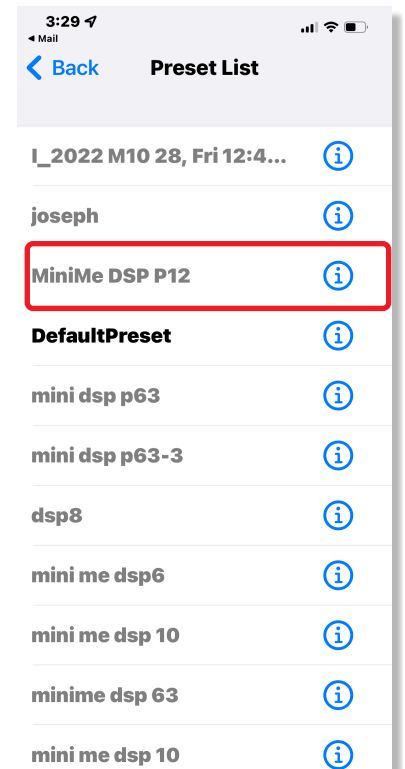 3:29
◀ Mail
Back Preset List
I_2022 M10 28, Fri 12:4...
joseph
MiniMe DSP P12
DefaultPreset
mini dsp p63
mini dsp p63-3
dsp8
mini me dsp6
mini me dsp 10
minime dsp 63
mini me dsp 10